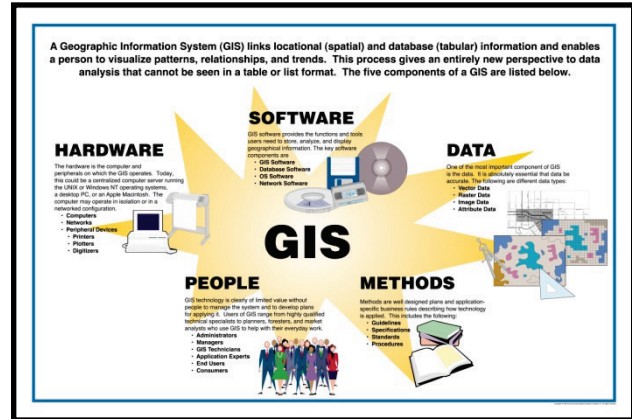 A Geographic Information System (GIS) links locational (spatial) and database (tabular) information and enables
a person to visualize patterns, relationships, and trends. This process gives an entirely new perspective to data
analysis that cannot be seen in a table or list format. The five components of a GIS are listed below.
SOFTWARE
GIS software provides the functions and tools
users need to store, analyze, and display
geographical information. The key software
components are
• GIS Software
• Database Software
• OS Software
• Network Software
HARDWARE
The hardware is the computer and
peripherals on which the GIS operates. Today,
this could be a centralized computer server running
the UNIX or Windows NT operating systems,
a desktop PC, or an Apple Macintosh. The
computer may operate in isolation or in a
networked configuration.
• Computers
• Networks
• Peripheral Devices
• Printers
• Plotters
• Digitizers
DATA
One of the most important component of GIS
is the data. It is absolutely essential that data be
accurate. The following are different data types:
• Vector Data
• Raster Data
• Image Data
• Attribute Data
GIS
PEOPLE
GIS technology is clearly of limited value without
people to manage the system and to develop plans
for applying it. Users of GIS range from highly qualified
technical specialists to planners, foresters, and market
analysts who use GIS to help with their everyday work.
• Administrators
• Managers
• GIS Technicians
• Application Experts
• End Users
• Consumers
METHODS
Methods are well designed plans and application-
specific business rules describing how technology
is applied. This includes the following:
• Guidelines
• Specifications
• Standards
• Procedures